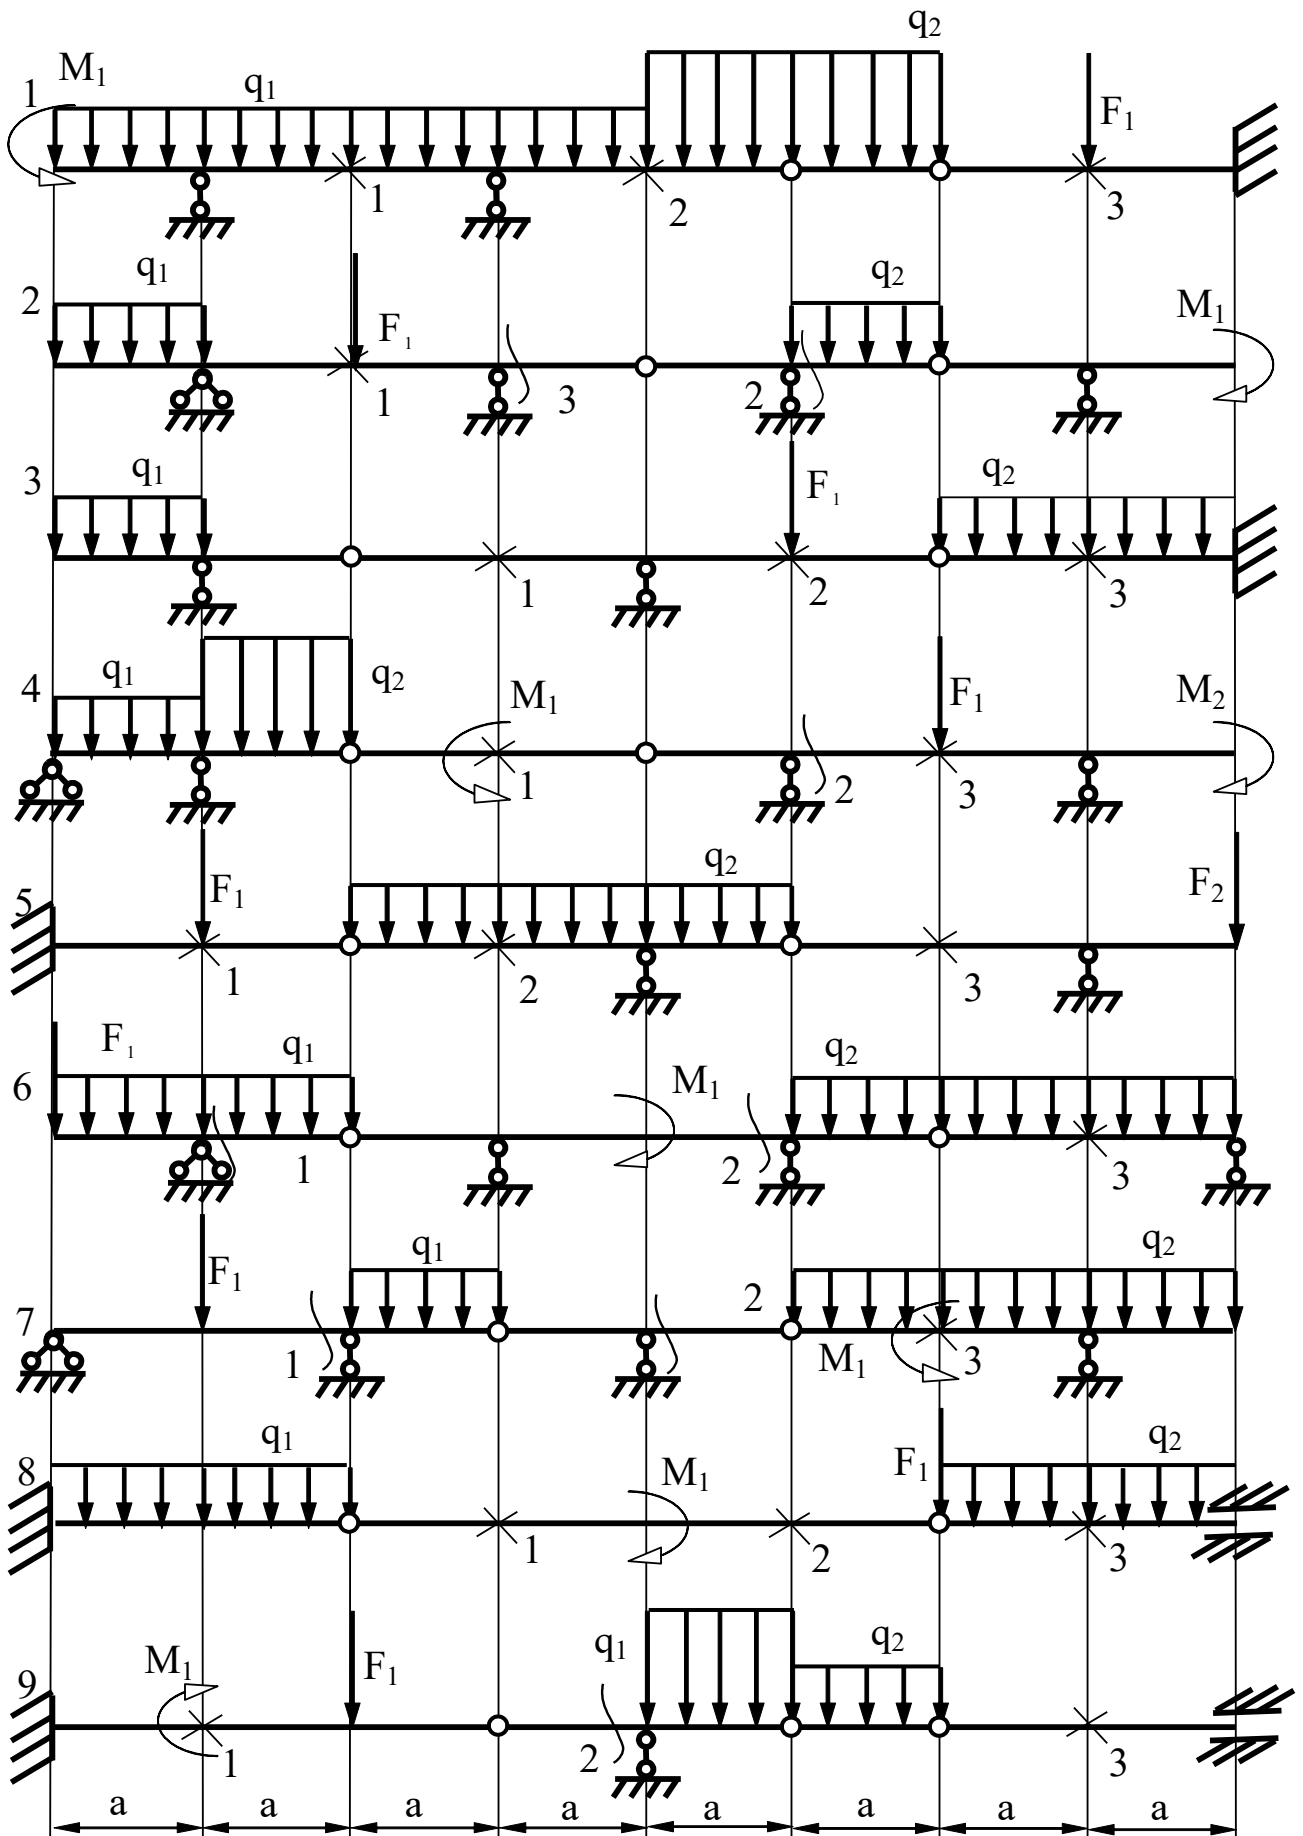 1 M₁ q₁ q₂ F₁
1 2 3
2 q₁ F₁ q₂ M₁
1 3 2
3 q₁ F₁ q₂
1 2 3
4 q₁ q₂ M₁ F₁ M₂
1 2 3
5 F₁ q₂ F₂
1 2 3
6 F₁ q₁ M₁ q₂
1 2 3
7 F₁ q₁ 2 q₂
1 M₁ 3
8 q₁ M₁ F₁ q₂
1 2 3
9 M₁ F₁ q₁ q₂
1 2 3
a a a a a a a a